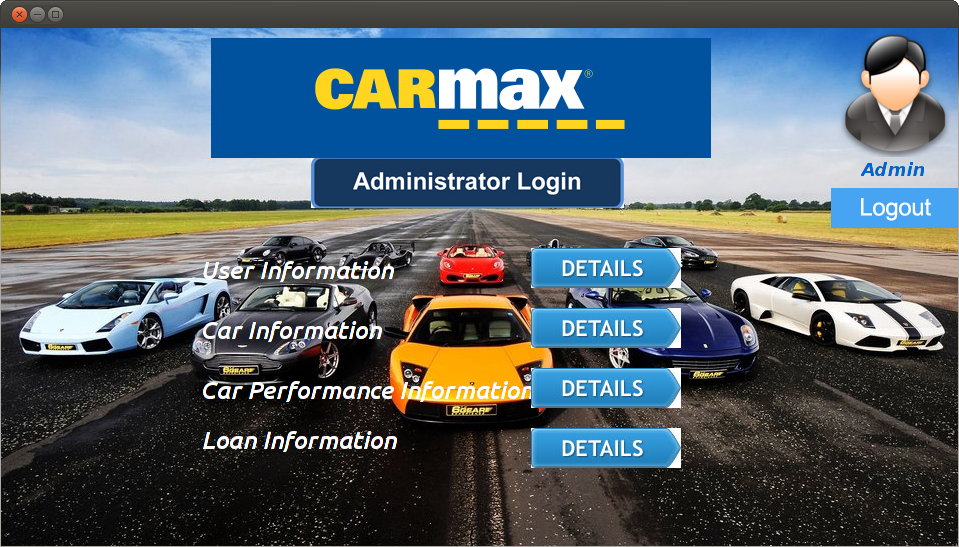 CARMAX®
Administrator Login
Admin
Logout
User Information
DETAILS
Car Information
DETAILS
Car Performance Information
DETAILS
Loan Information
DETAILS